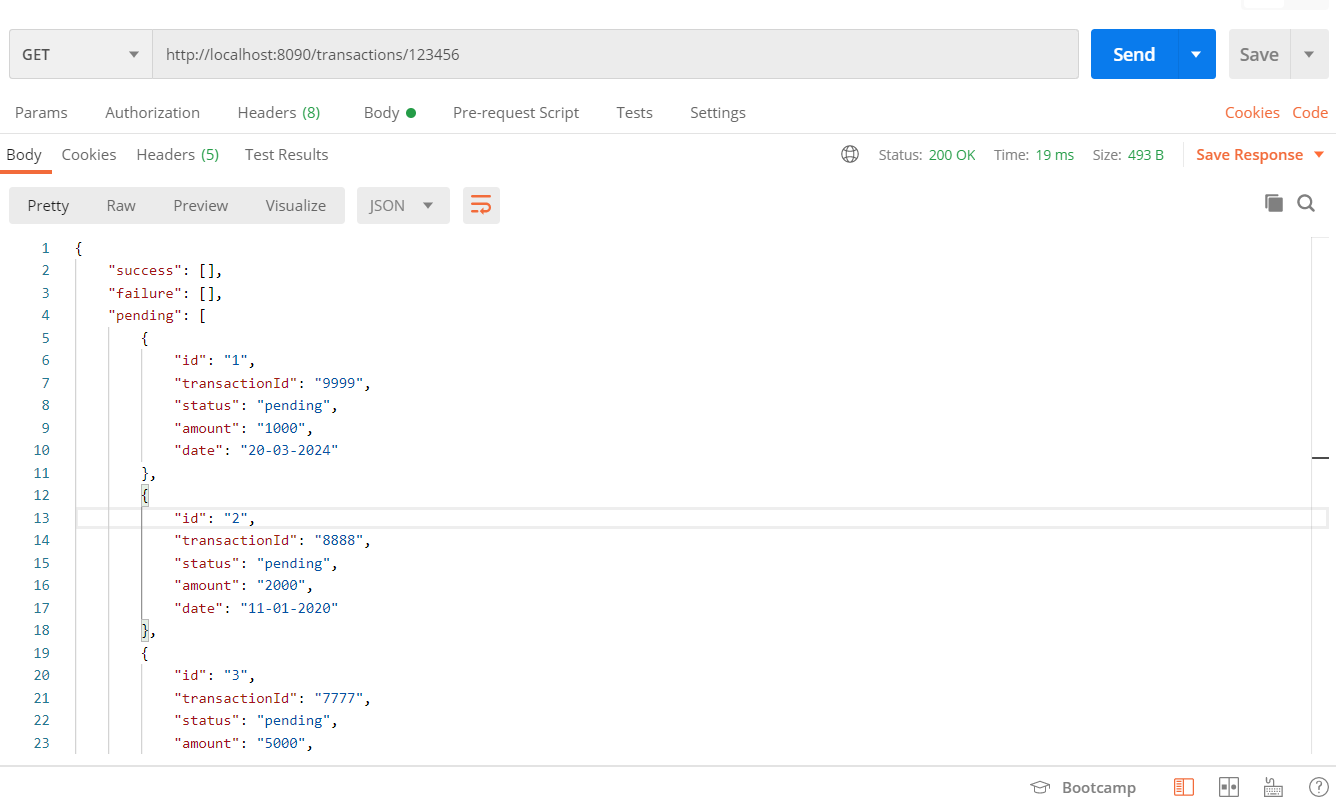 GET http://localhost:8090/transactions/123456 Send Save
Params Authorization Headers (8) Body Pre-request Script Tests Settings Cookies Code
Body Cookies Headers (5) Test Results Status: 200 OK Time: 19 ms Size: 493 B Save Response
Pretty Raw Preview Visualize JSON
1 {
2 "success": [],
3 "failure": [],
4 "pending": [
5 {
6 "id": "1",
7 "transactionId": "9999",
8 "status": "pending",
9 "amount": "1000",
10 "date": "20-03-2024"
11 },
12 {
13 "id": "2",
14 "transactionId": "8888",
15 "status": "pending",
16 "amount": "2000",
17 "date": "11-01-2020"
18 },
19 {
20 "id": "3",
21 "transactionId": "7777",
22 "status": "pending",
23 "amount": "5000",
Bootcamp